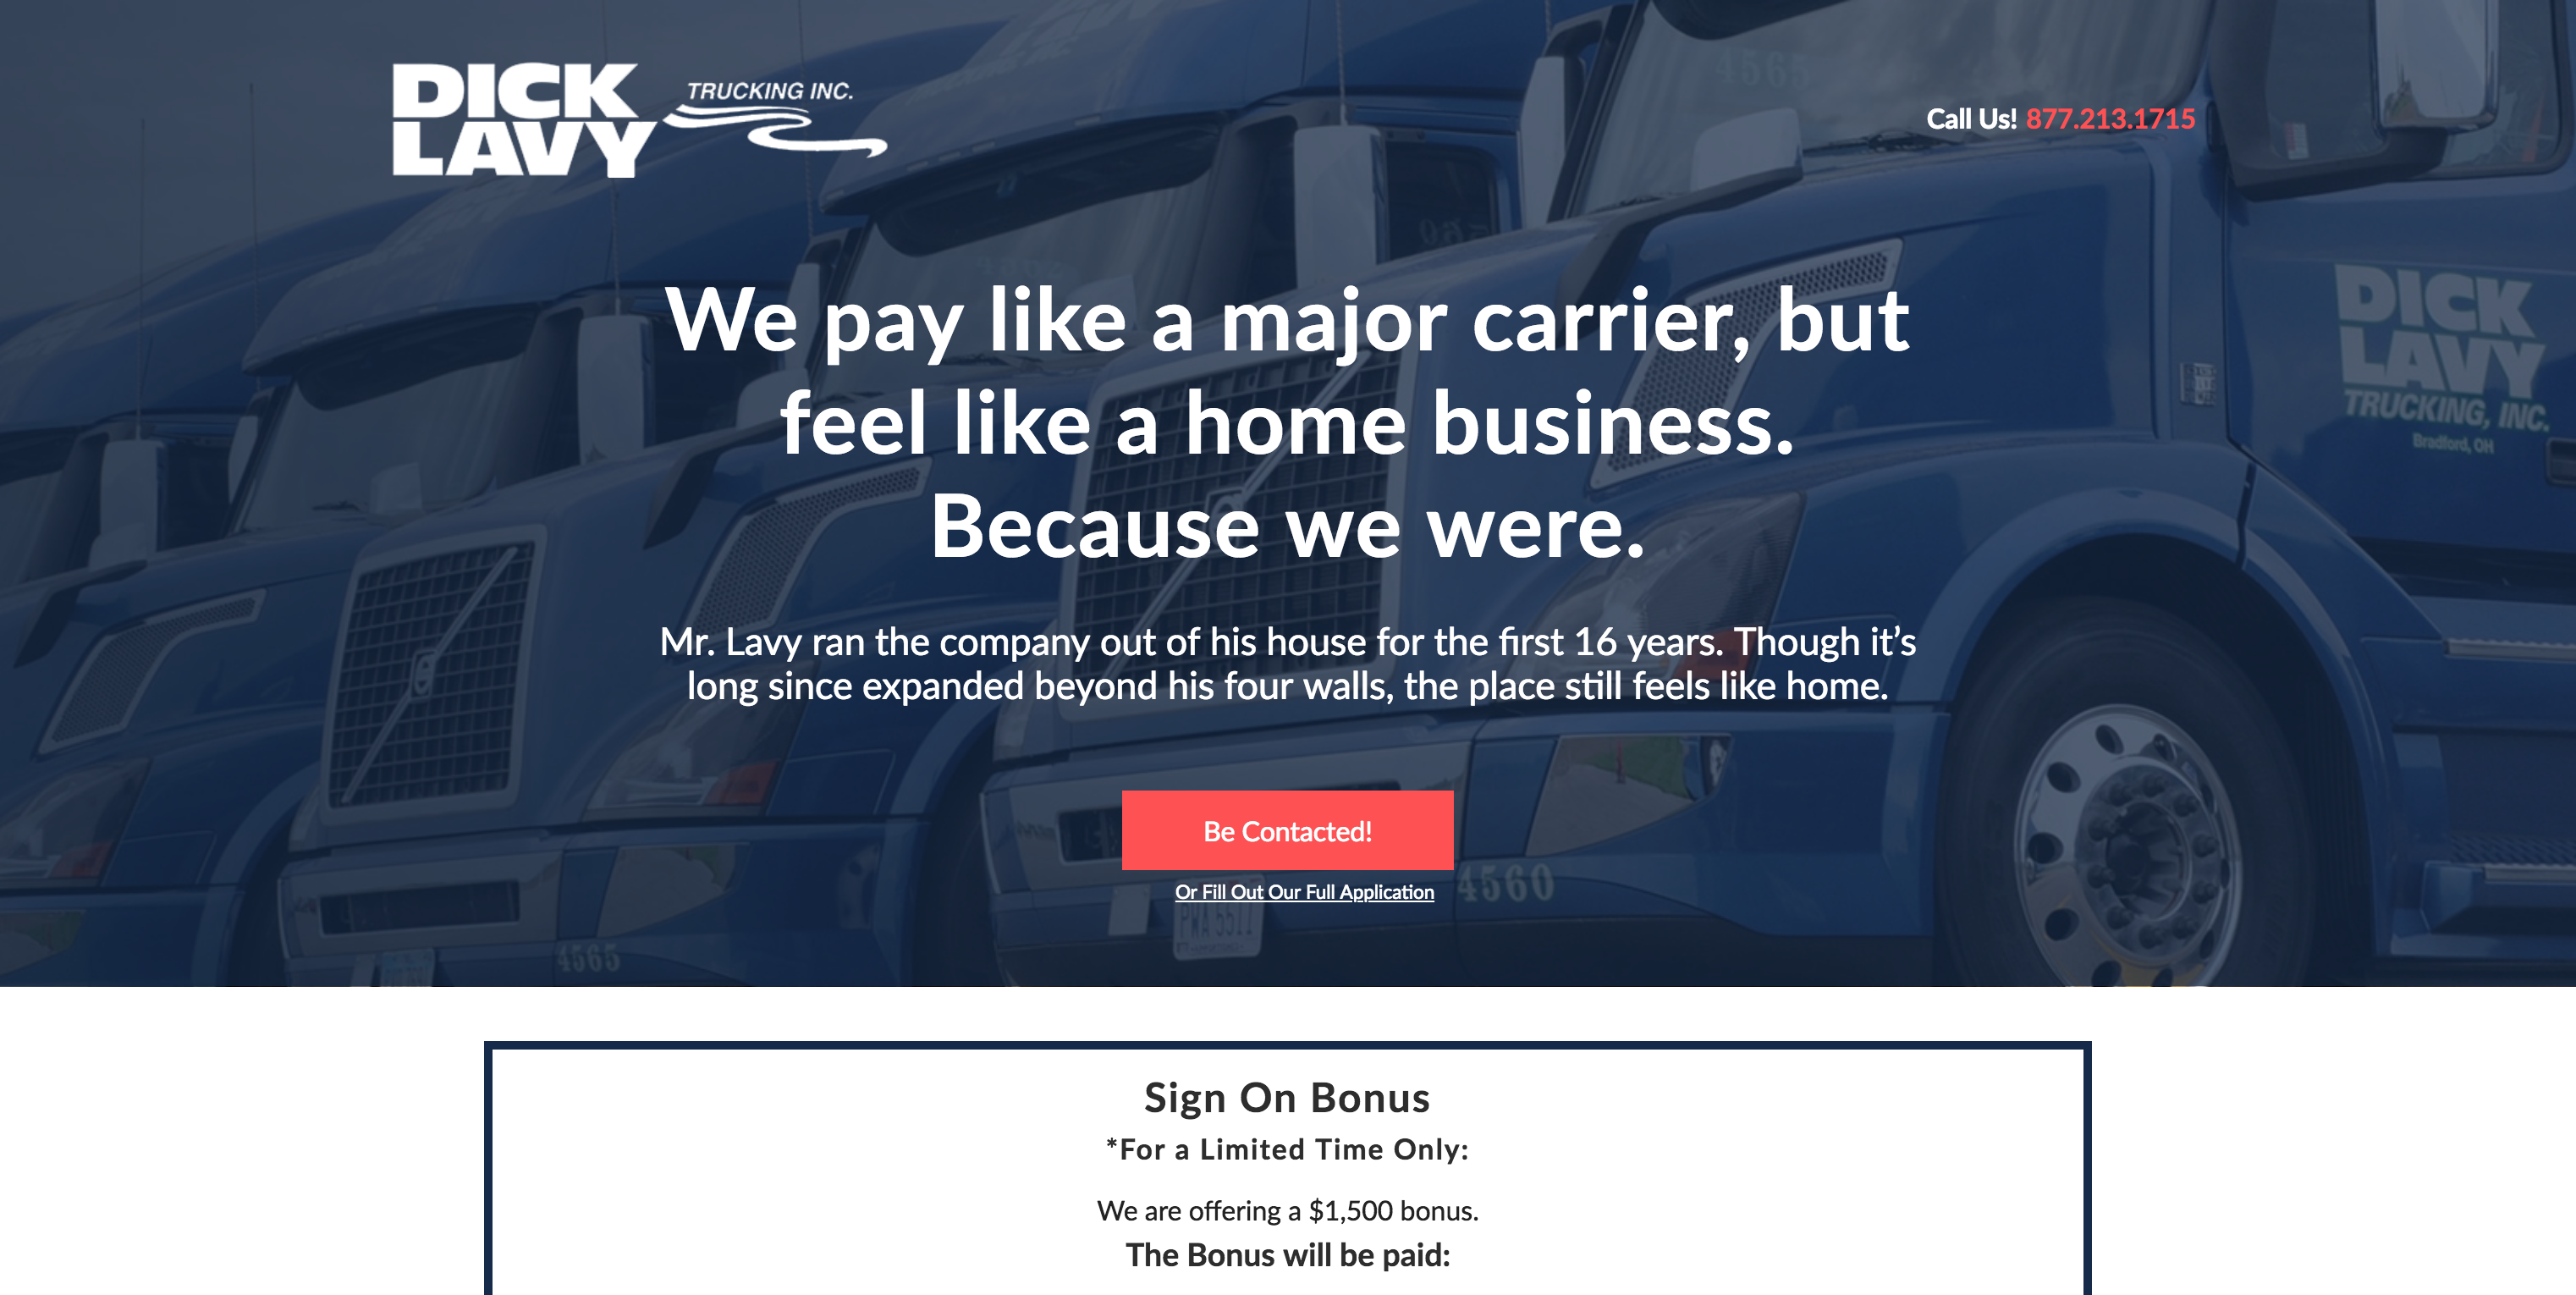 DICK
LAVY
TRUCKING INC.
Call Us! 877.213.1715
4565
DICK
LAVY
TRUCKING, INC.
Bradford, OH
We pay like a major carrier, but
feel like a home business.
Because we were.
Mr. Lavy ran the company out of his house for the first 16 years. Though it’s
long since expanded beyond his four walls, the place still feels like home.
Be Contacted!
Or Fill Out Our Full Application
4560
4565
Sign On Bonus
*For a Limited Time Only:
We are offering a $1,500 bonus.
The Bonus will be paid: